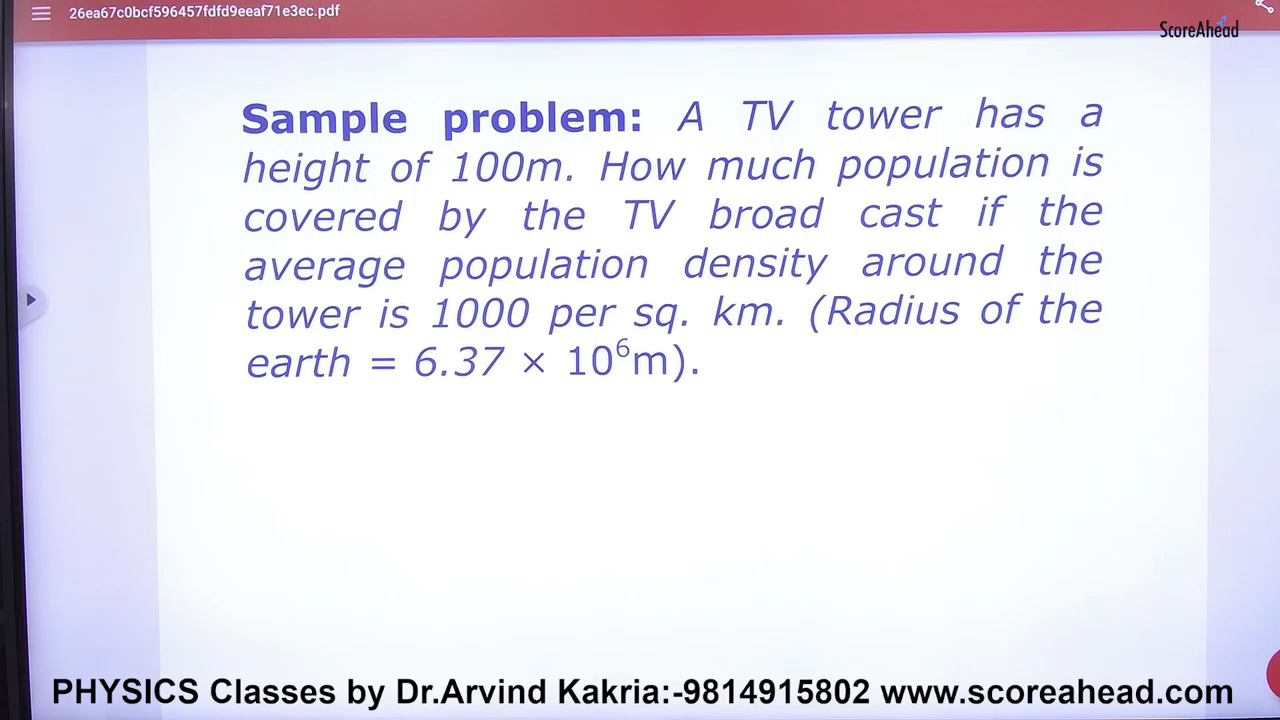 26ea67c0bcf596457fdfd9eeaf71e3ec.pdf
ScoreAhead
Sample problem: A TV tower has a
height of 100m. How much population is
covered by the TV broad cast if the
average population density around the
tower is 1000 per sq. km. (Radius of the
earth = 6.37 × 10⁶m).
PHYSICS Classes by Dr.Arvind Kakria:-9814915802 www.scoreahead.com